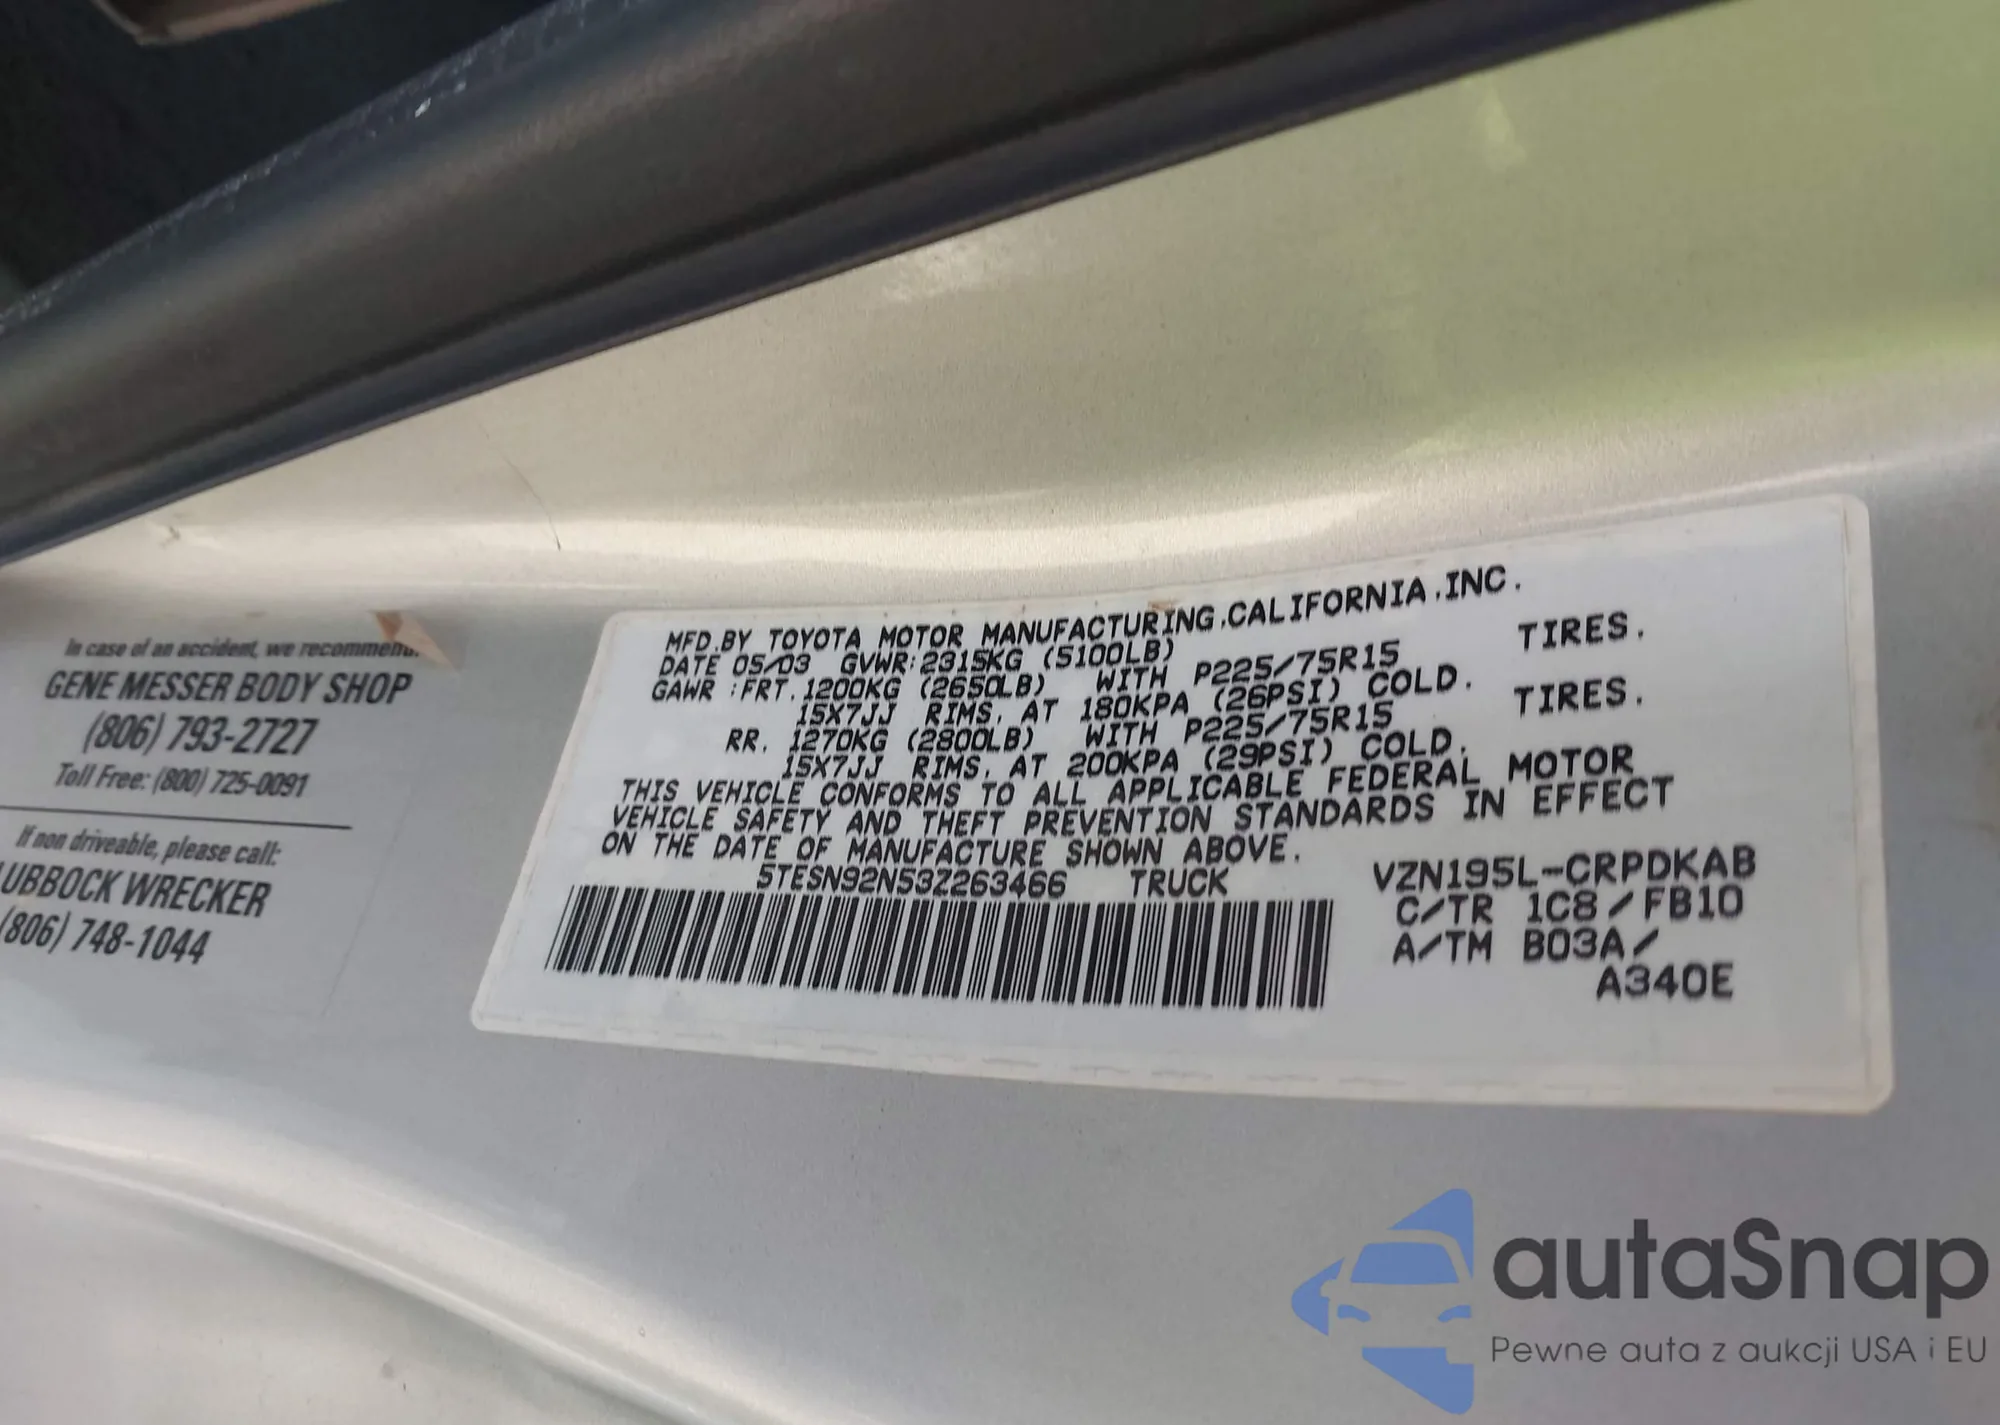 In case of an accident, we recommend:
GENE MESSER BODY SHOP
(806) 793-2727
Toll Free: (800) 725-0091
If non driveable, please call:
LUBBOCK WRECKER
(806) 748-1044
MFD.BY TOYOTA MOTOR MANUFACTURING,CALIFORNIA,INC.
DATE 05/03 GVWR:2315KG (5100LB)
GAWR :FRT.1200KG (2650LB) WITH P225/75R15 TIRES.
15X7JJ RIMS, AT 180KPA (26PSI) COLD.
RR. 1270KG (2800LB) WITH P225/75R15 TIRES.
15X7JJ RIMS, AT 200KPA (29PSI) COLD.
THIS VEHICLE CONFORMS TO ALL APPLICABLE FEDERAL MOTOR
VEHICLE SAFETY AND THEFT PREVENTION STANDARDS IN EFFECT
ON THE DATE OF MANUFACTURE SHOWN ABOVE.
5TESN92N53Z263466 TRUCK
VZN195L-CRPDKAB
C/TR 1C8/FB10
A/TM B03A/
A340E
autaSnap
Pewne auta z aukcji USA i EU